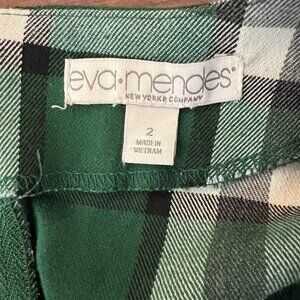 eva•mendes®
NEW YORK & COMPANY
2
MADE IN
VIETNAM